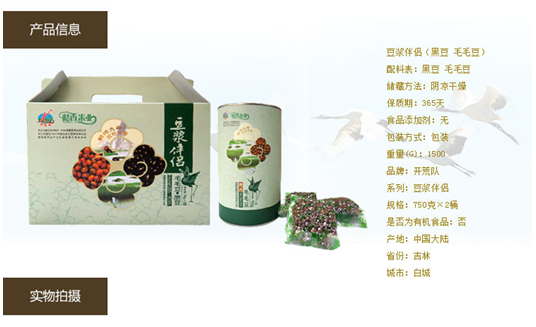 产品信息
豆浆伴侣（黑豆 毛毛豆）
配料表：黑豆 毛毛豆
储藏方法：阴凉干燥
保质期：365天
食品添加剂：无
包装方式：包装
重量(G)：1500
品牌：开荒队
系列：豆浆伴侣
规格：750克×2桶
是否为有机食品：否
产地：中国大陆
省份：吉林
城市：白城
豆浆伴侣
毛毛豆
实物拍摄